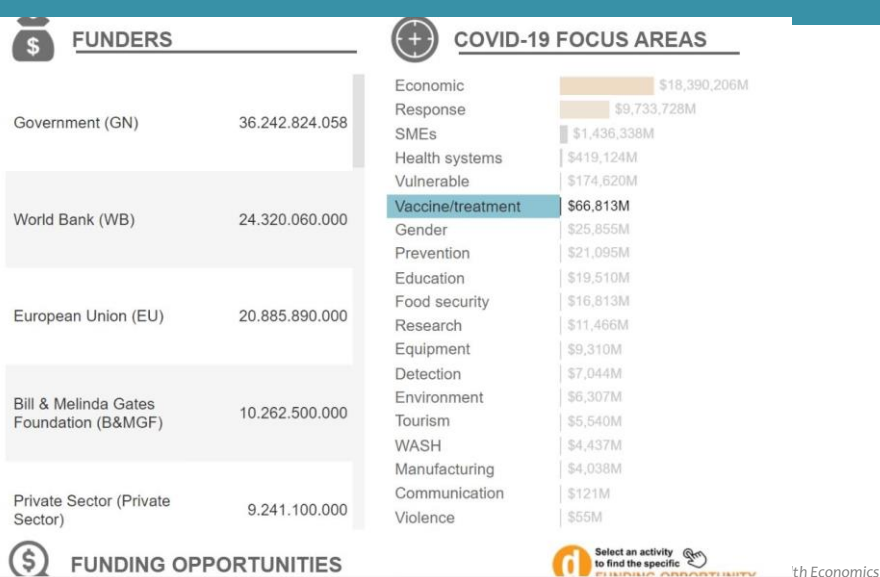 FUNDERS
Government (GN) 36.242.824.058
World Bank (WB) 24.320.060.000
European Union (EU) 20.885.890.000
Bill & Melinda Gates
Foundation (B&MGF) 10.262.500.000
Private Sector (Private
Sector) 9.241.100.000
COVID-19 FOCUS AREAS
Economic $18,390,206M
Response $9,733,728M
SMEs $1,436,338M
Health systems $419,124M
Vulnerable $174,620M
Vaccine/treatment $66,813M
Gender $25,855M
Prevention $21,095M
Education $19,510M
Food security $16,813M
Research $11,466M
Equipment $9,310M
Detection $7,044M
Environment $6,307M
Tourism $5,540M
WASH $4,437M
Manufacturing $4,038M
Communication $121M
Violence $55M
$ FUNDING OPPORTUNITIES
d
Select an activity
to find the specific
FUNDING OPPORTUNITY
th Economics